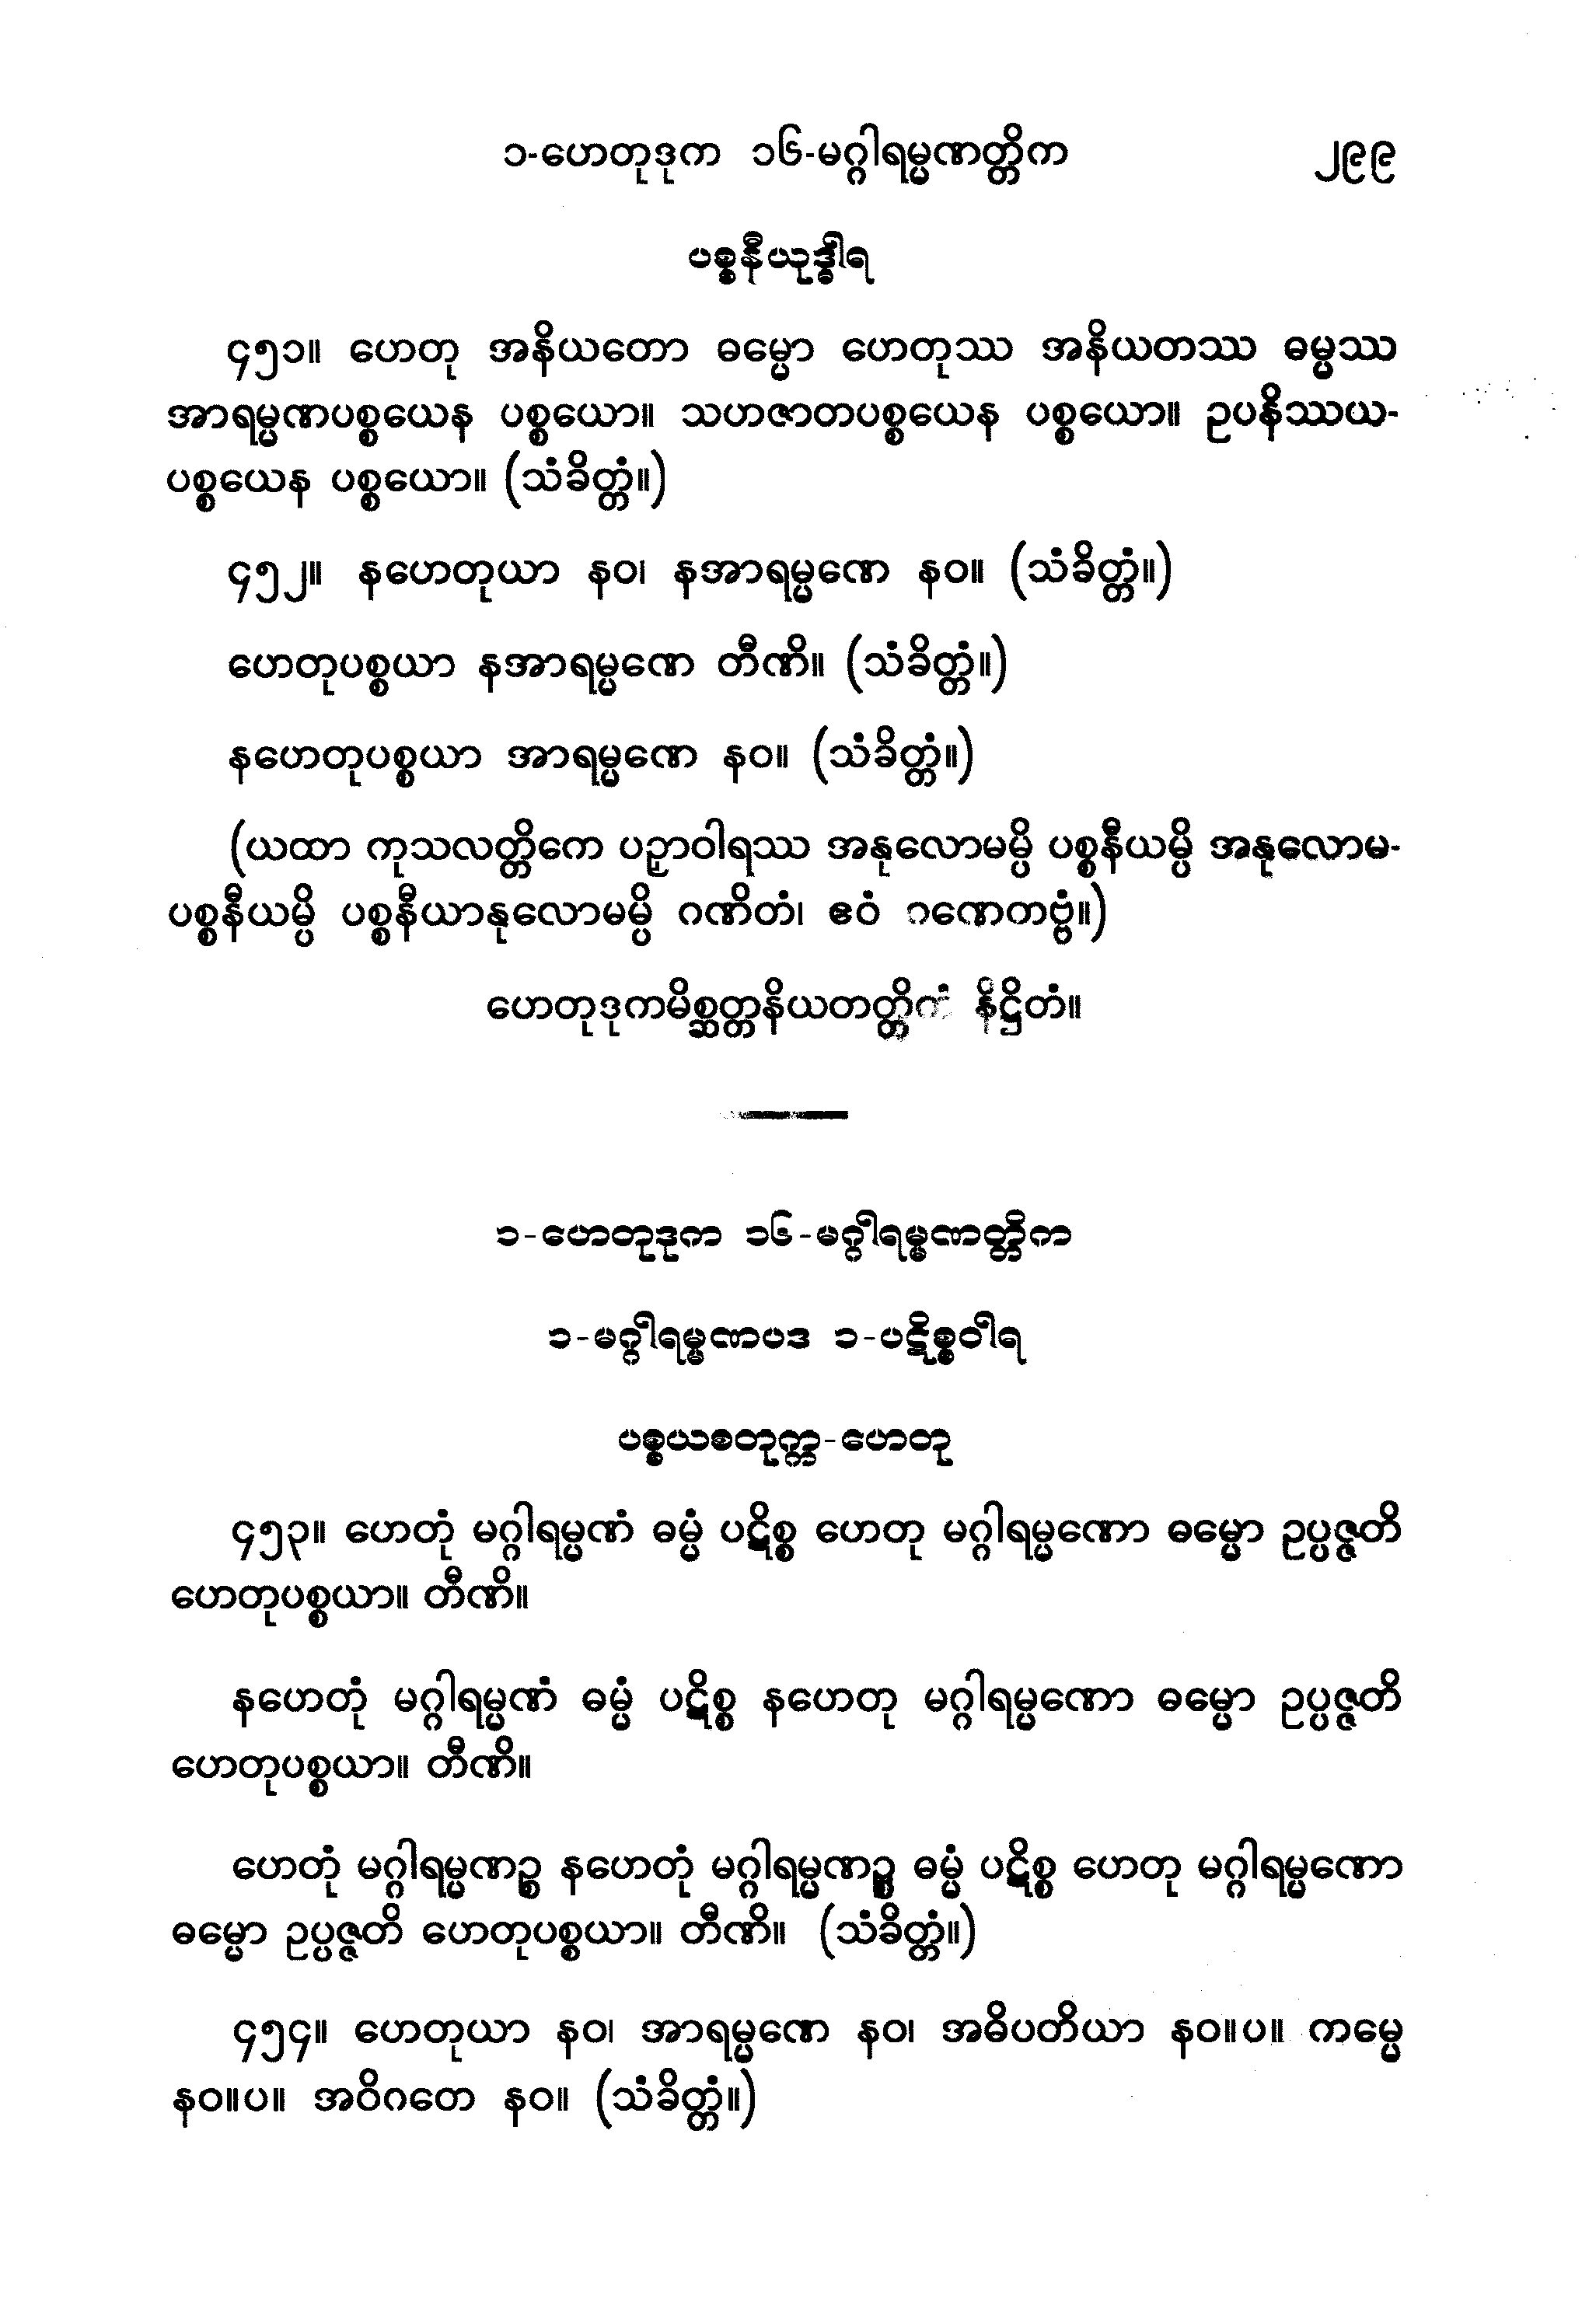 ၁-ဟေတုဒုက ၁၆-မဂ္ဂါရမ္မဏတ္တိက ၂၉၉
ပစ္စနီယုဒ္ဓါရ
၄၅၁။ ဟေတု အနိယတော ဓမ္မော ဟေတုဿ အနိယတဿ ဓမ္မဿ
အာရမ္မဏပစ္စယေန ပစ္စယော။ သဟဇာတပစ္စယေန ပစ္စယော။ ဥပနိဿယ-
ပစ္စယေန ပစ္စယော။ (သံခိတ္တံ။)
၄၅၂။ နဟေတုယာ နဝ၊ နအာရမ္မဏေ နဝ။ (သံခိတ္တံ။)
ဟေတုပစ္စယာ နအာရမ္မဏေ တီဏိ။ (သံခိတ္တံ။)
နဟေတုပစ္စယာ အာရမ္မဏေ နဝ။ (သံခိတ္တံ။)
(ယထာ ကုသလတ္တိကေ ပဉှာဝါရဿ အနုလောမမ္ပိ ပစ္စနီယမ္ပိ အနုလောမ-
ပစ္စနီယမ္ပိ ပစ္စနီယာနုလောမမ္ပိ ဂဏိတံ၊ ဧဝံ ဂဏေကဗ္ဗံ။)
ဟေတုဒုကမိစ္ဆတ္တနိယတတ္တိကံ နိဋ္ဌိတံ။
၁-ဟေတုဒုက ၁၆-မဂ္ဂါရမ္မဏတ္တိက
၁-မဂ္ဂါရမ္မဏပဒ ၁-ပဋိစ္စဝါရ
ပစ္စယစတုက္က-ဟေတု
၄၅၃။ ဟေတုံ မဂ္ဂါရမ္မဏံ ဓမ္မံ ပဋိစ္စ ဟေတု မဂ္ဂါရမ္မဏော ဓမ္မော ဥပ္ပဇ္ဇတိ
ဟေတုပစ္စယာ။ တီဏိ။
နဟေတုံ မဂ္ဂါရမ္မဏံ ဓမ္မံ ပဋိစ္စ နဟေတု မဂ္ဂါရမ္မဏော ဓမ္မော ဥပ္ပဇ္ဇတိ
ဟေတုပစ္စယာ။ တီဏိ။
ဟေတုံ မဂ္ဂါရမ္မဏဉ္စ နဟေတုံ မဂ္ဂါရမ္မဏဉ္စ ဓမ္မံ ပဋိစ္စ ဟေတု မဂ္ဂါရမ္မဏော
ဓမ္မော ဥပ္ပဇ္ဇတိ ဟေတုပစ္စယာ။ တီဏိ။ (သံခိတ္တံ။)
၄၅၄။ ဟေတုယာ နဝ၊ အာရမ္မဏေ နဝ၊ အဓိပတိယာ နဝ။ပ။ ကမ္မေ
နဝ။ပ။ အဝိဂတေ နဝ။ (သံခိတ္တံ။)